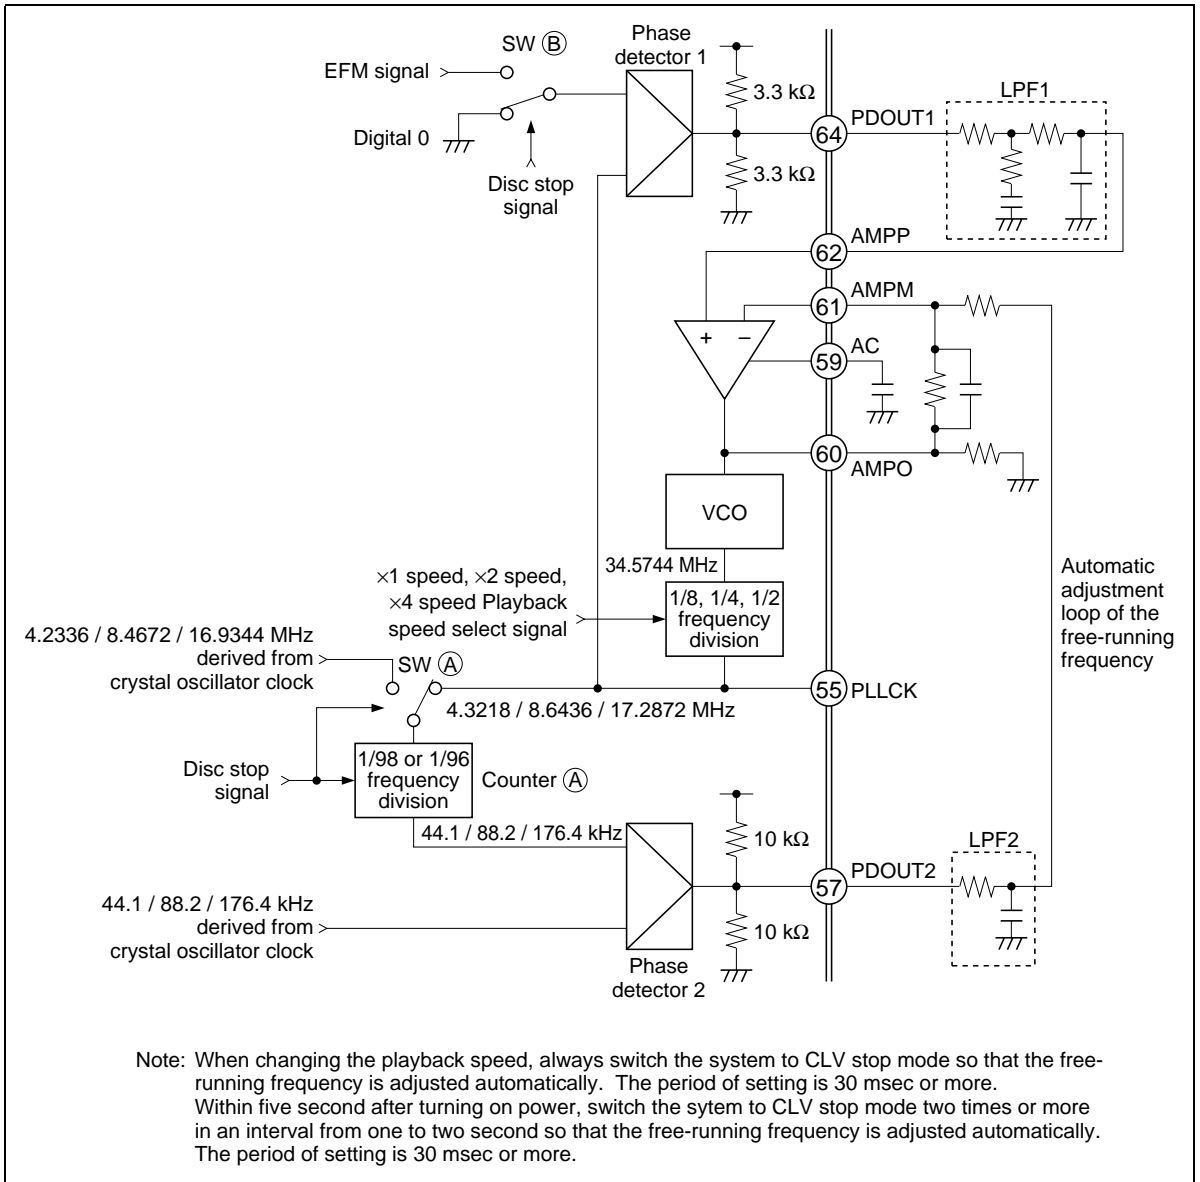 SW Ⓑ
Phase
detector 1
EFM signal
3.3 kΩ
LPF1
PDOUT1
64
Digital 0
Disc stop
signal
3.3 kΩ
AMPP
62
AMPM
61
+ −
AC
59
60
AMPO
VCO
34.5744 MHz
×1 speed, ×2 speed,
×4 speed Playback
speed select signal
1/8, 1/4, 1/2
frequency
division
Automatic
adjustment
loop of the
free-running
frequency
4.2336 / 8.4672 / 16.9344 MHz
derived from
crystal oscillator clock
SW Ⓐ
55
PLLCK
4.3218 / 8.6436 / 17.2872 MHz
Disc stop
signal
1/98 or 1/96
frequency
division
Counter Ⓐ
44.1 / 88.2 / 176.4 kHz
10 kΩ
LPF2
PDOUT2
57
44.1 / 88.2 / 176.4 kHz
derived from
crystal oscillator clock
10 kΩ
Phase
detector 2
Note: When changing the playback speed, always switch the system to CLV stop mode so that the free-
running frequency is adjusted automatically. The period of setting is 30 msec or more.
Within five second after turning on power, switch the sytem to CLV stop mode two times or more
in an interval from one to two second so that the free-running frequency is adjusted automatically.
The period of setting is 30 msec or more.